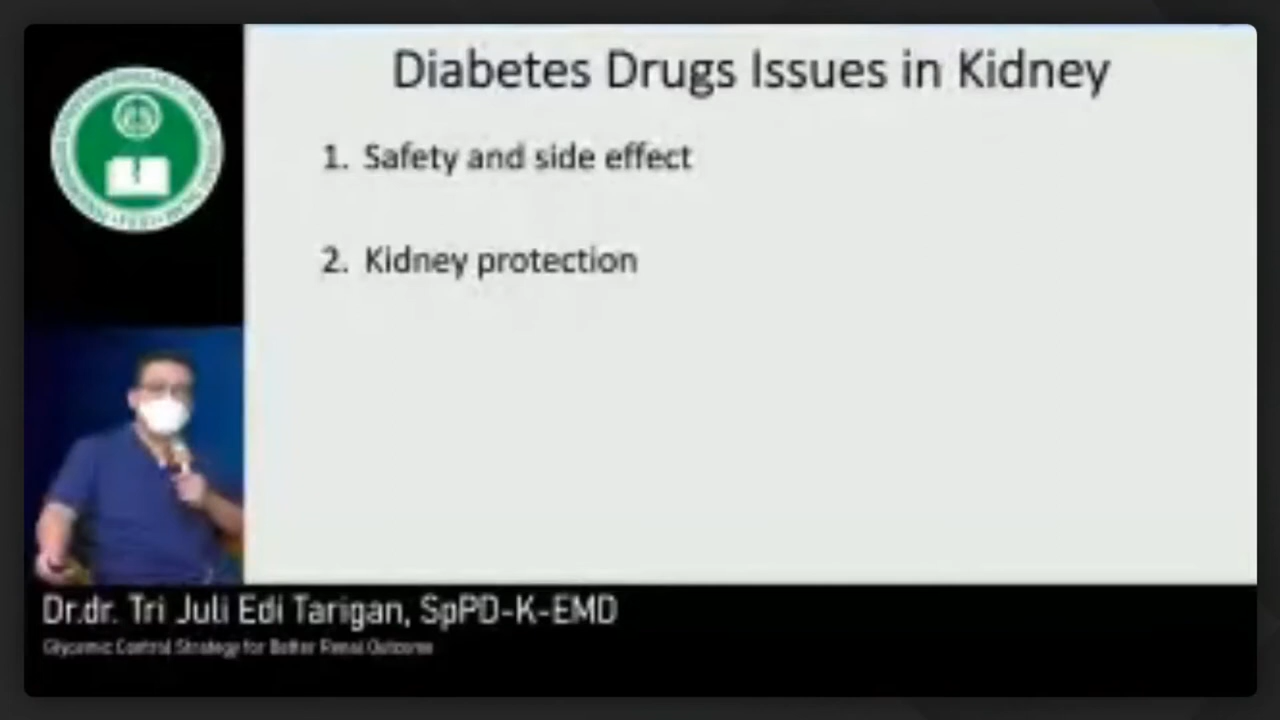 Diabetes Drugs Issues in Kidney
1. Safety and side effect
2. Kidney protection
Dr.dr. Tri Juli Edi Tarigan, SpPD-K-EMD
Glycemic Control Strategy for Better Renal Outcome